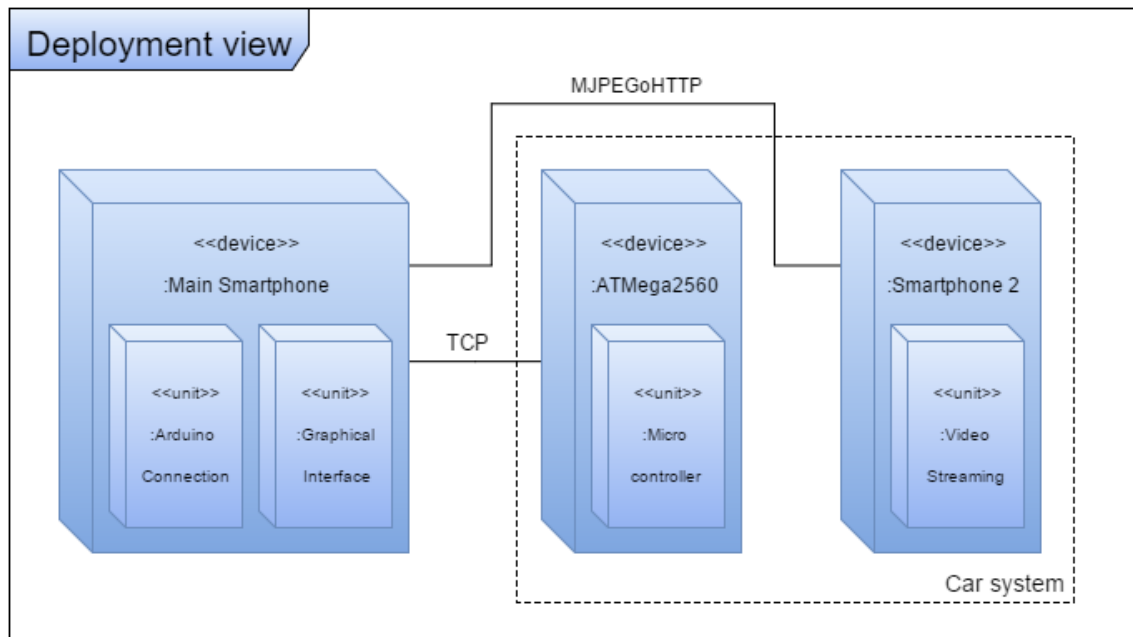 Deployment view
MJPEGoHTTP
<<device>>
:Main Smartphone
<<unit>>
:Arduino
Connection
<<unit>>
:Graphical
Interface
TCP
<<device>>
:ATMega2560
<<unit>>
:Micro
controller
<<device>>
:Smartphone 2
<<unit>>
:Video
Streaming
Car system